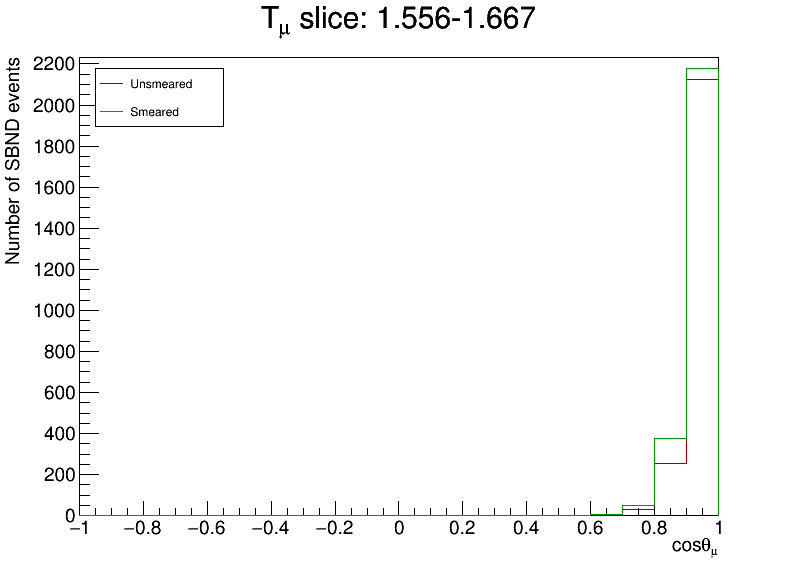 Tμ slice: 1.556-1.667
Number of SBND events
2200
2000
1800
1600
1400
1200
1000
800
600
400
200
0
Unsmeared
Smeared
−1 −0.8 −0.6 −0.4 −0.2 0 0.2 0.4 0.6 0.8 1
cosθμ